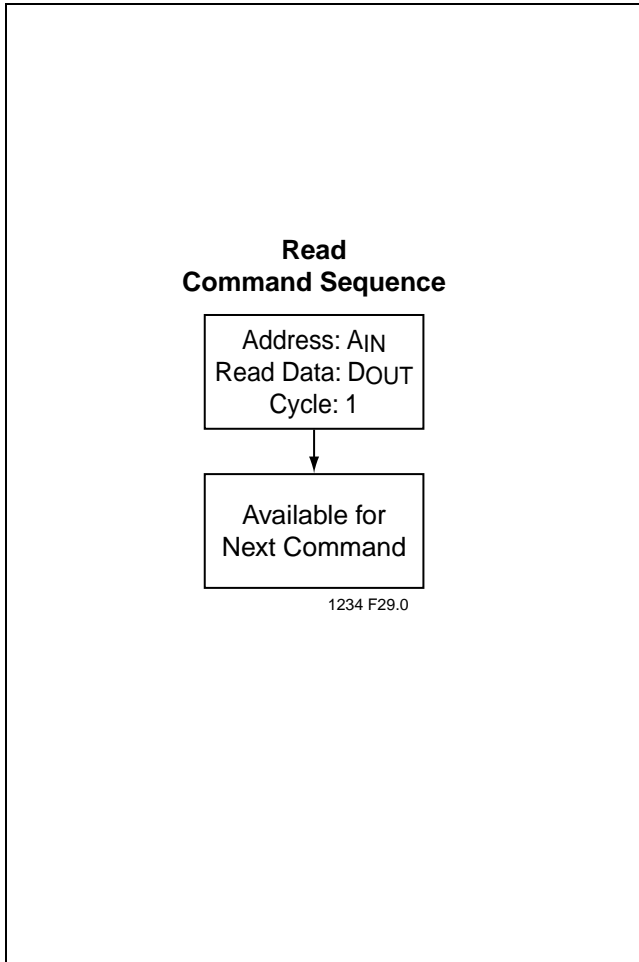 Read
Command Sequence
Address: AIN
Read Data: DOUT
Cycle: 1
Available for
Next Command
1234 F29.0